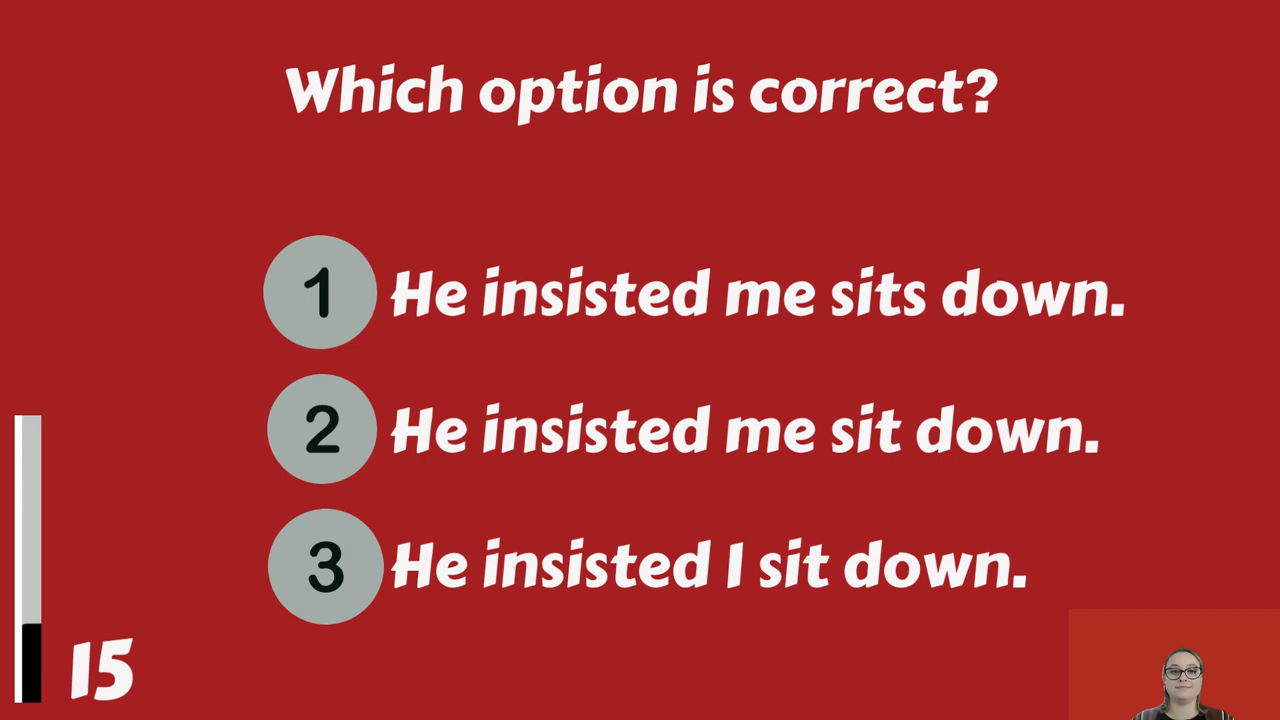 Which option is correct?
1 He insisted me sits down.
2 He insisted me sit down.
3 He insisted I sit down.
15